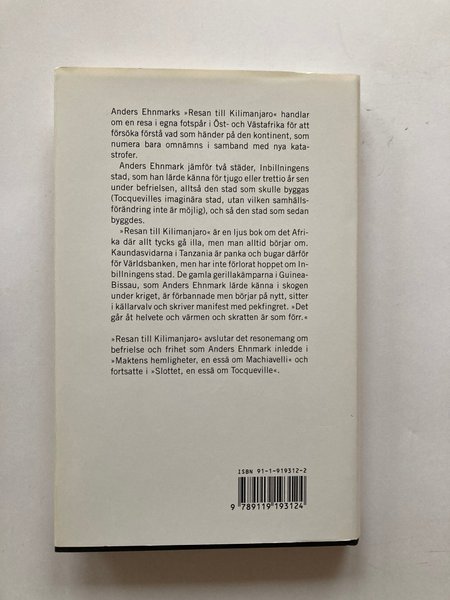 Anders Ehnmarks »Resan till Kilimanjaro« handlar
om en resa i egna fotspår i Öst- och Västafrika för att
försöka förstå vad som händer på den kontinent, som
numera bara omnämns i samband med nya kata-
strofer.
Anders Ehnmark jämför två städer, Inbillningens
stad, som han lärde känna för tjugo eller trettio år sen
under befrielsen, alltså den stad som skulle byggas
(Tocquevilles imaginära stad, utan vilken samhälls-
förändring inte är möjlig), och så den stad som sedan
byggdes.
»Resan till Kilimanjaro« är en ljus bok om det Afri-
ka där allt tycks gå illa, men man alltid börjar om.
Kaundasvidarna i Tanzania är panka och bugar därför
för Världsbanken, men har inte förlorat hoppet om In-
billningens stad. De gamla gerillakämparna i Guinea-
Bissau, som Anders Ehnmark lärde känna i skogen
under kriget, är förbannade men börjar på nytt, sitter
i källarvalv och skriver manifest med pekfingret. »Det
går åt helvete och värmen och skratten är som förr.«
»Resan till Kilimanjaro« avslutar det resonemang om
befrielse och frihet som Anders Ehnmark inledde i
»Maktens hemligheter, en essä om Machiavelli« och
fortsatte i »Slottet, en essä om Tocqueville«.
ISBN 91-1-919312-2
9 789119 193124